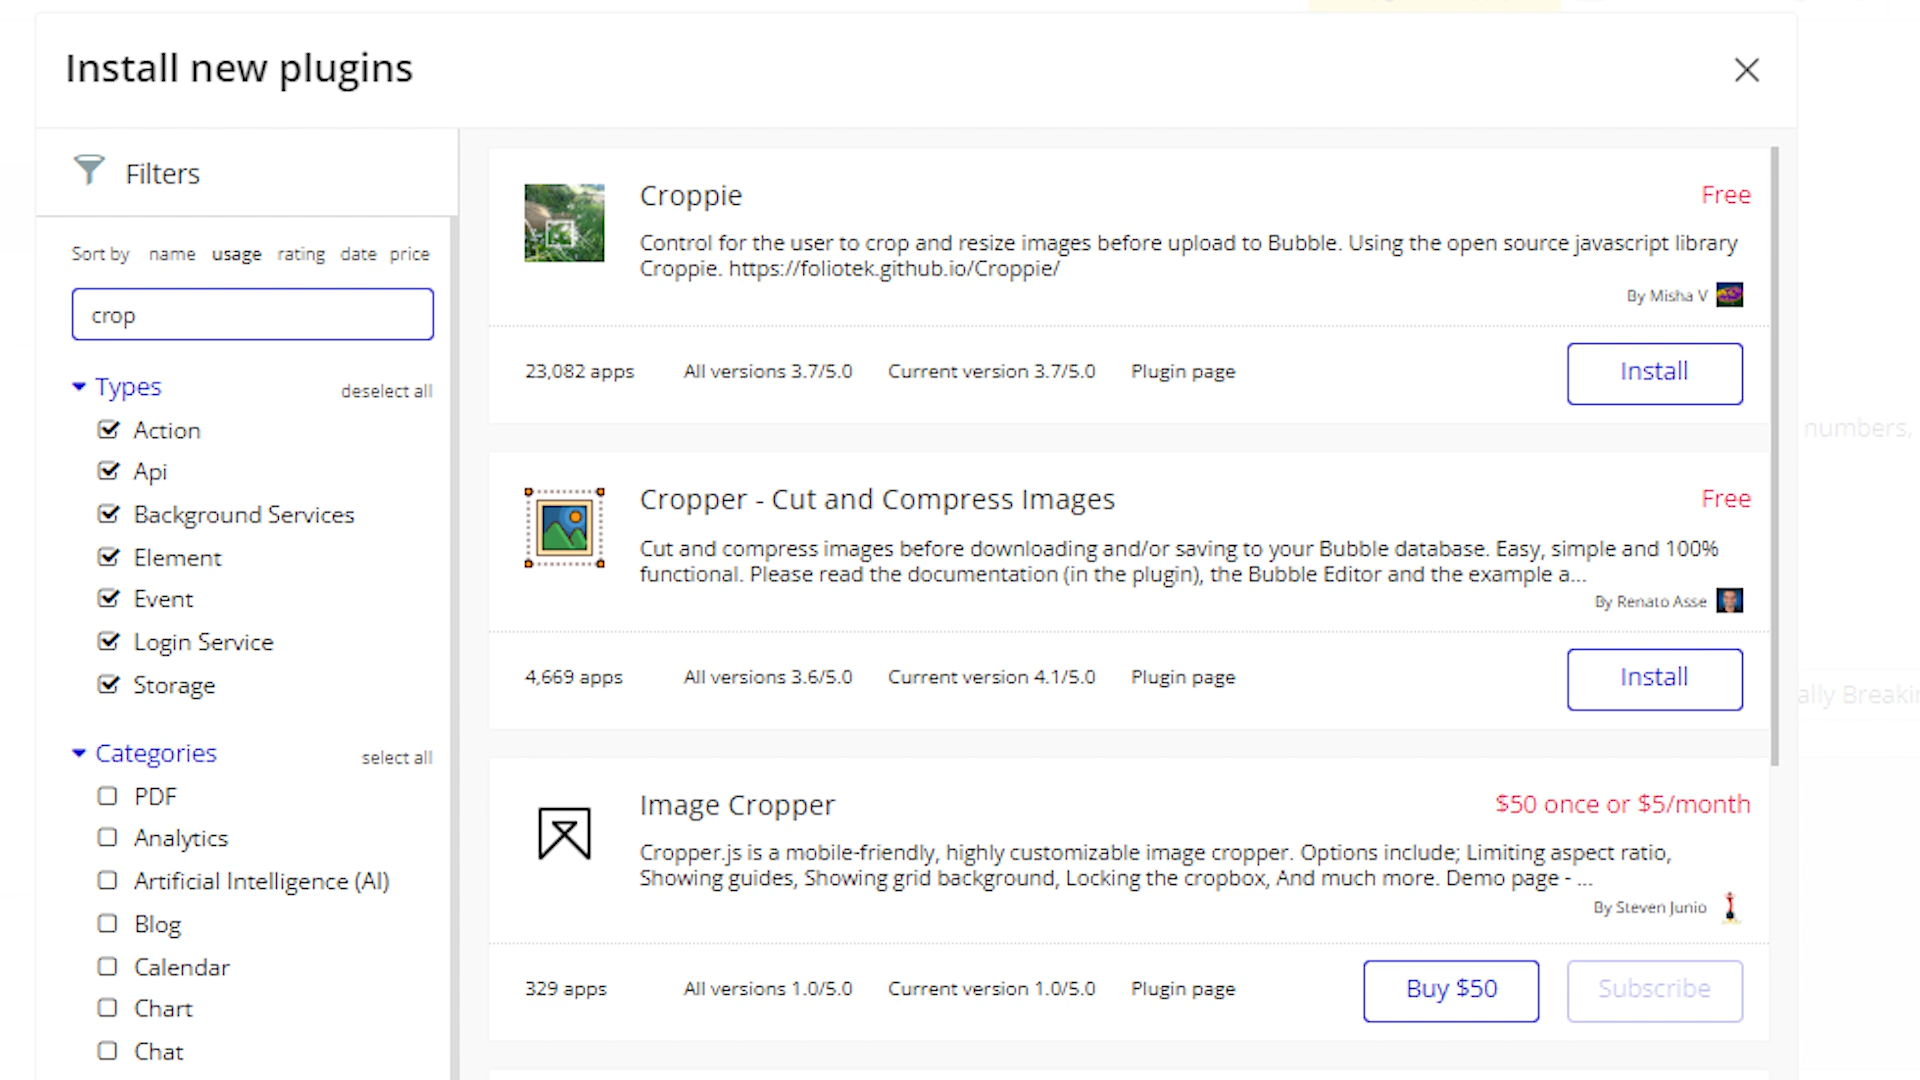 Install new plugins
Filters
Sort by name usage rating date price
crop
Types deselect all
Action
Api
Background Services
Element
Event
Login Service
Storage
Categories select all
PDF
Analytics
Artificial Intelligence (AI)
Blog
Calendar
Chart
Chat
Croppie Free
Control for the user to crop and resize images before upload to Bubble. Using the open source javascript library
Croppie. https://foliotek.github.io/Croppie/
By Misha V
23,082 apps All versions 3.7/5.0 Current version 3.7/5.0 Plugin page Install
Cropper - Cut and Compress Images Free
Cut and compress images before downloading and/or saving to your Bubble database. Easy, simple and 100%
functional. Please read the documentation (in the plugin), the Bubble Editor and the example a...
By Renato Asse
4,669 apps All versions 3.6/5.0 Current version 4.1/5.0 Plugin page Install
Image Cropper $50 once or $5/month
Cropper.js is a mobile-friendly, highly customizable image cropper. Options include; Limiting aspect ratio,
Showing guides, Showing grid background, Locking the cropbox, And much more. Demo page - ...
By Steven Junio
329 apps All versions 1.0/5.0 Current version 1.0/5.0 Plugin page Buy $50 Subscribe
numbers,